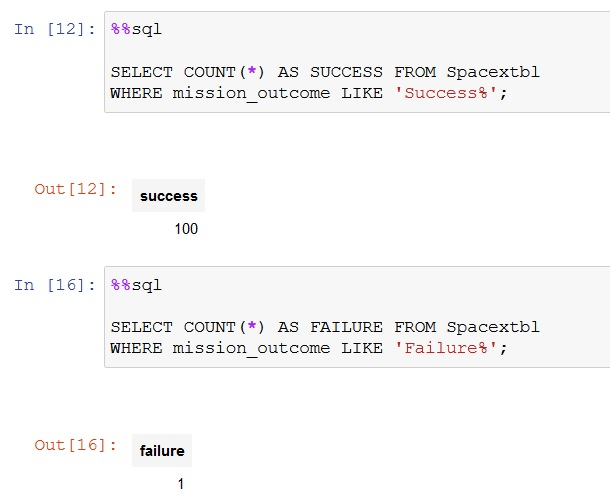 In [12]: %%sql
SELECT COUNT(*) AS SUCCESS FROM Spacextbl
WHERE mission_outcome LIKE 'Success%';
Out[12]: success
100
In [16]: %%sql
SELECT COUNT(*) AS FAILURE FROM Spacextbl
WHERE mission_outcome LIKE 'Failure%';
Out[16]: failure
1